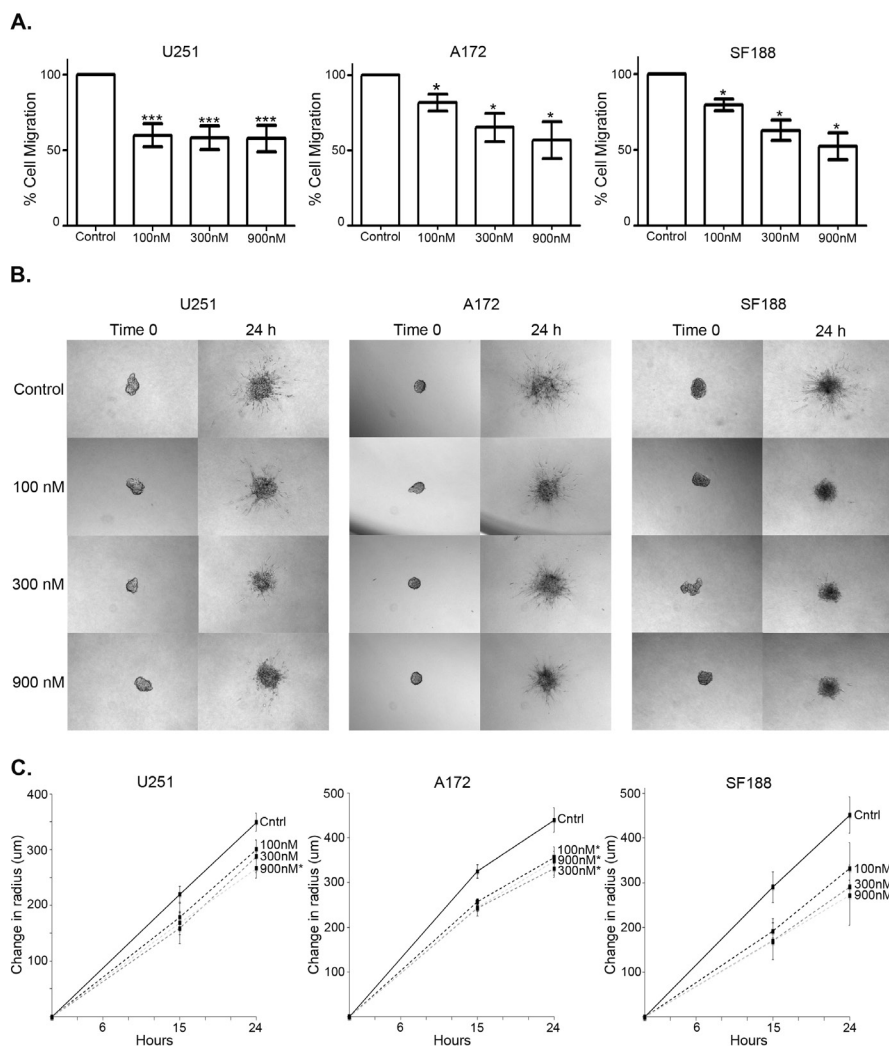 A.
U251
A172
SF188
% Cell Migration
100
50
0
***
***
***
Control
100nM
300nM
900nM
% Cell Migration
100
50
0
*
*
*
Control
100nM
300nM
900nM
% Cell Migration
100
50
0
*
*
*
Control
100nM
300nM
900nM
B.
U251
A172
SF188
Time 0
24 h
Time 0
24 h
Time 0
24 h
Control
100 nM
300 nM
900 nM
C.
U251
Change in radius (um)
400
300
200
100
Cntrl
100nM
300nM
900nM*
6
15
24
Hours
A172
Change in radius (um)
500
400
300
200
100
Cntrl
100nM*
900nM*
300nM*
6
15
24
Hours
SF188
Change in radius (um)
500
400
300
200
100
Cntrl
100nM
300nM
900nM
6
15
24
Hours